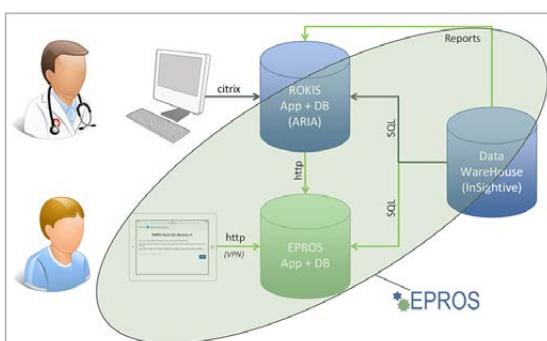 Reports
citrix
ROKIS
App + DB
(ARIA)
SQL
Data
WareHouse
(InSightive)
http
SQL
http
(VPN)
EPROS
App + DB
EPROS